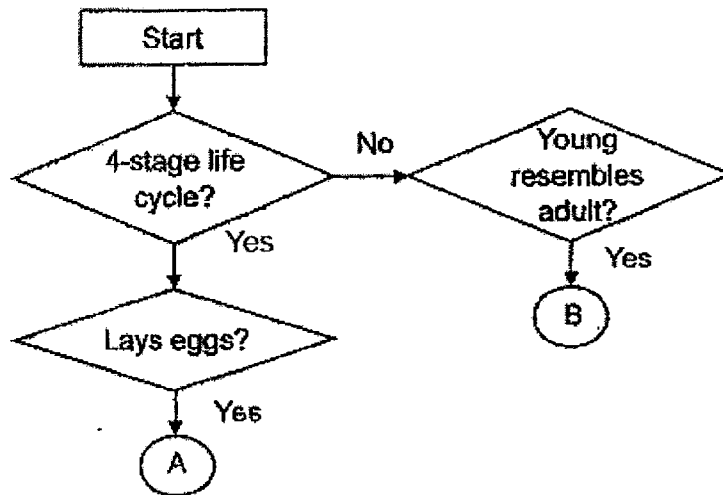 Start
4-stage life
cycle?
No
Young
resembles
adult?
Yes
Yes
Lays eggs?
B
Yes
A